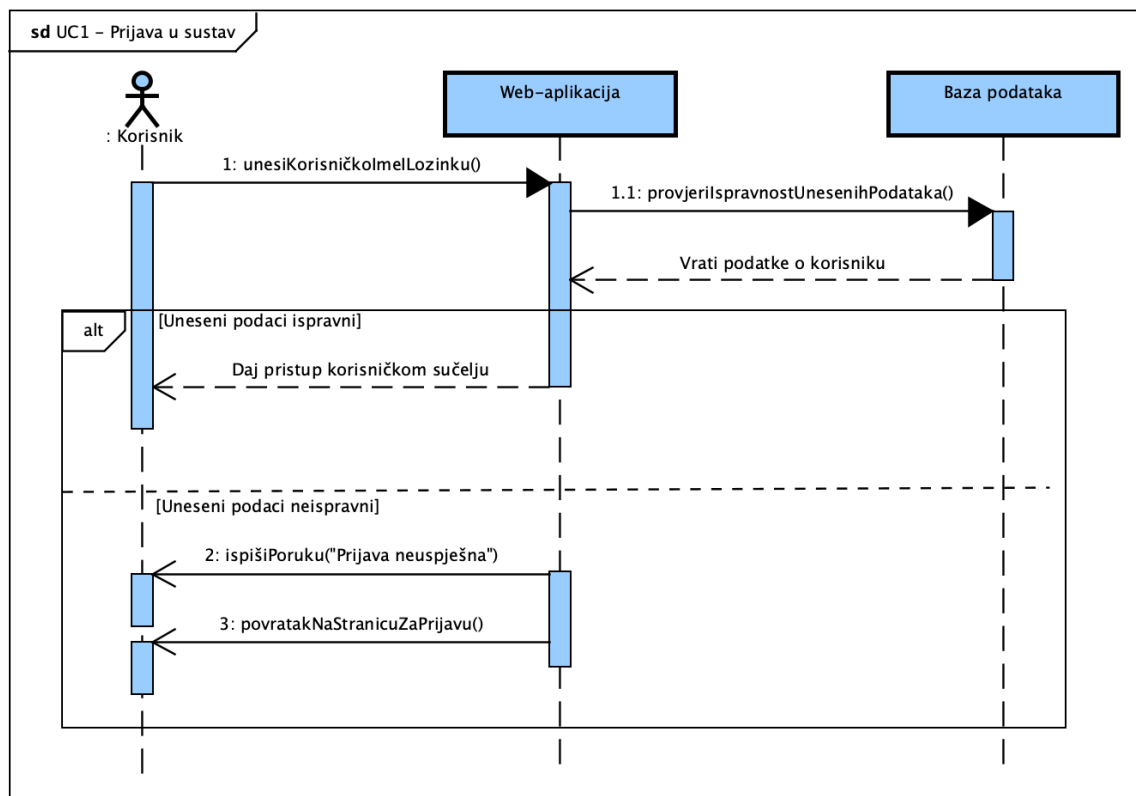 sd UC1 – Prijava u sustav
Web-aplikacija
Baza podataka
: Korisnik
1: unesiKorisničkoImeILozinku()
1.1: provjeriIspravnostUnesenihPodataka()
Vrati podatke o korisniku
alt
[Uneseni podaci ispravni]
Daj pristup korisničkom sučelju
[Uneseni podaci neispravni]
2: ispišiPoruku("Prijava neuspješna")
3: povratakNaStranicuZaPrijavu()